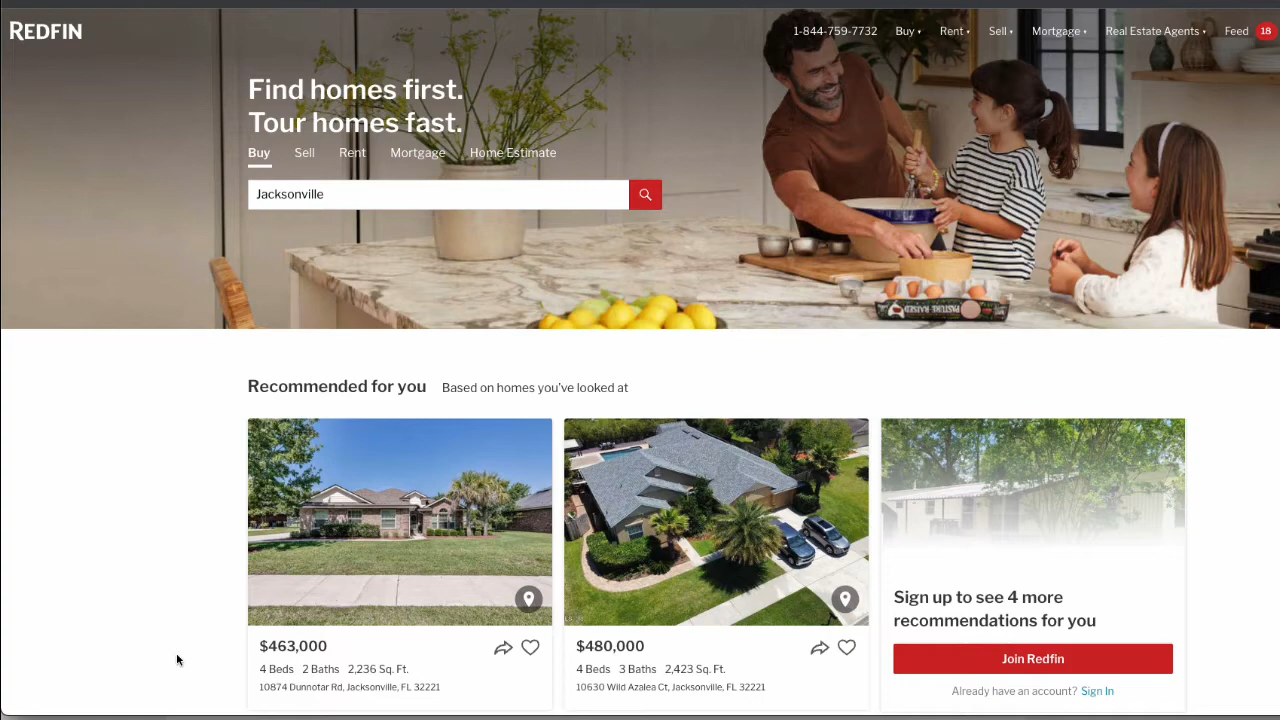 REDFIN
1-844-759-7732 Buy ▾ Rent ▾ Sell ▾ Mortgage ▾ Real Estate Agents ▾ Feed 18
Find homes first.
Tour homes fast.
Buy Sell Rent Mortgage Home Estimate
Jacksonville
PASTURE RAISED
Recommended for you Based on homes you've looked at
$463,000
4 Beds 2 Baths 2,236 Sq. Ft.
10874 Dunnotar Rd, Jacksonville, FL 32221
$480,000
4 Beds 3 Baths 2,423 Sq. Ft.
10630 Wild Azalea Ct, Jacksonville, FL 32221
Sign up to see 4 more
recommendations for you
Join Redfin
Already have an account? Sign In